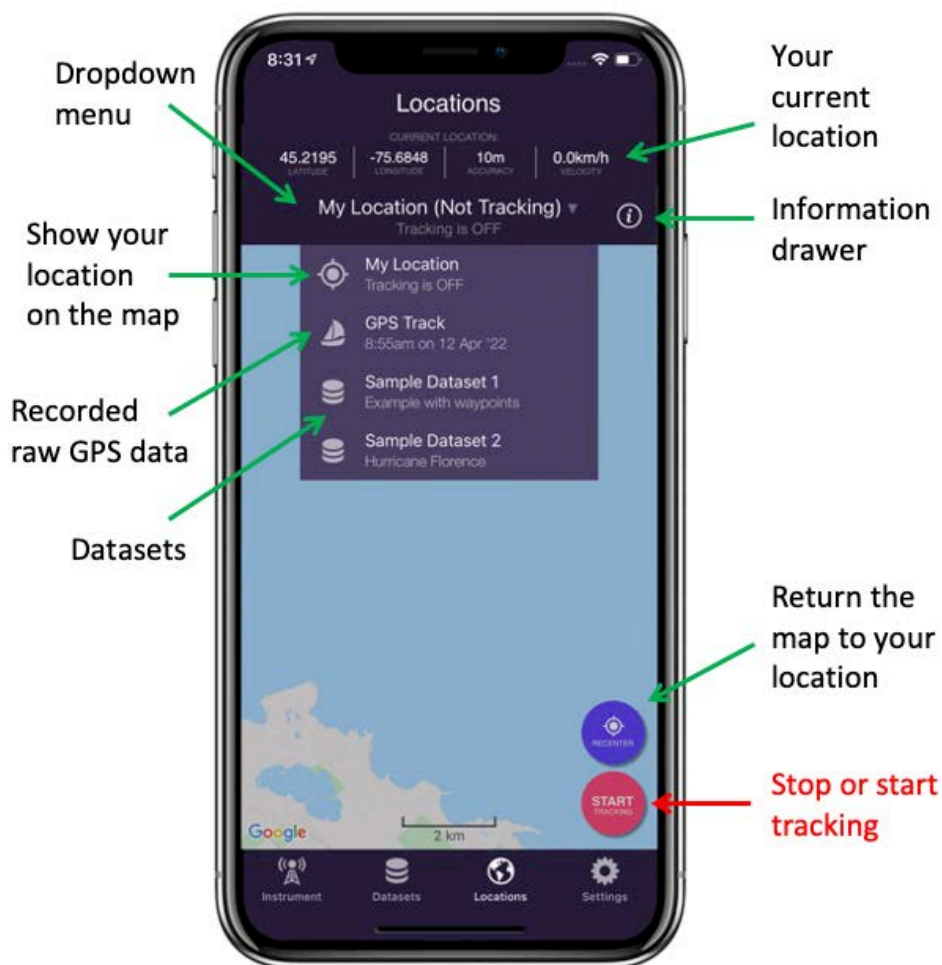 8:31
Dropdown
menu
Your
current
location
Locations
CURRENT LOCATION:
45.2195
LATITUDE
-75.6848
LONGITUDE
10m
ACCURACY
0.0km/h
VELOCITY
My Location (Not Tracking)
Tracking is OFF
Information
drawer
Show your
location
on the map
My Location
Tracking is OFF
GPS Track
8:55am on 12 Apr '22
Recorded
raw GPS data
Sample Dataset 1
Example with waypoints
Sample Dataset 2
Hurricane Florence
Datasets
Return the
map to your
location
RECENTER
Stop or start
tracking
START
TRACKING
Google
2 km
Instrument
Datasets
Locations
Settings